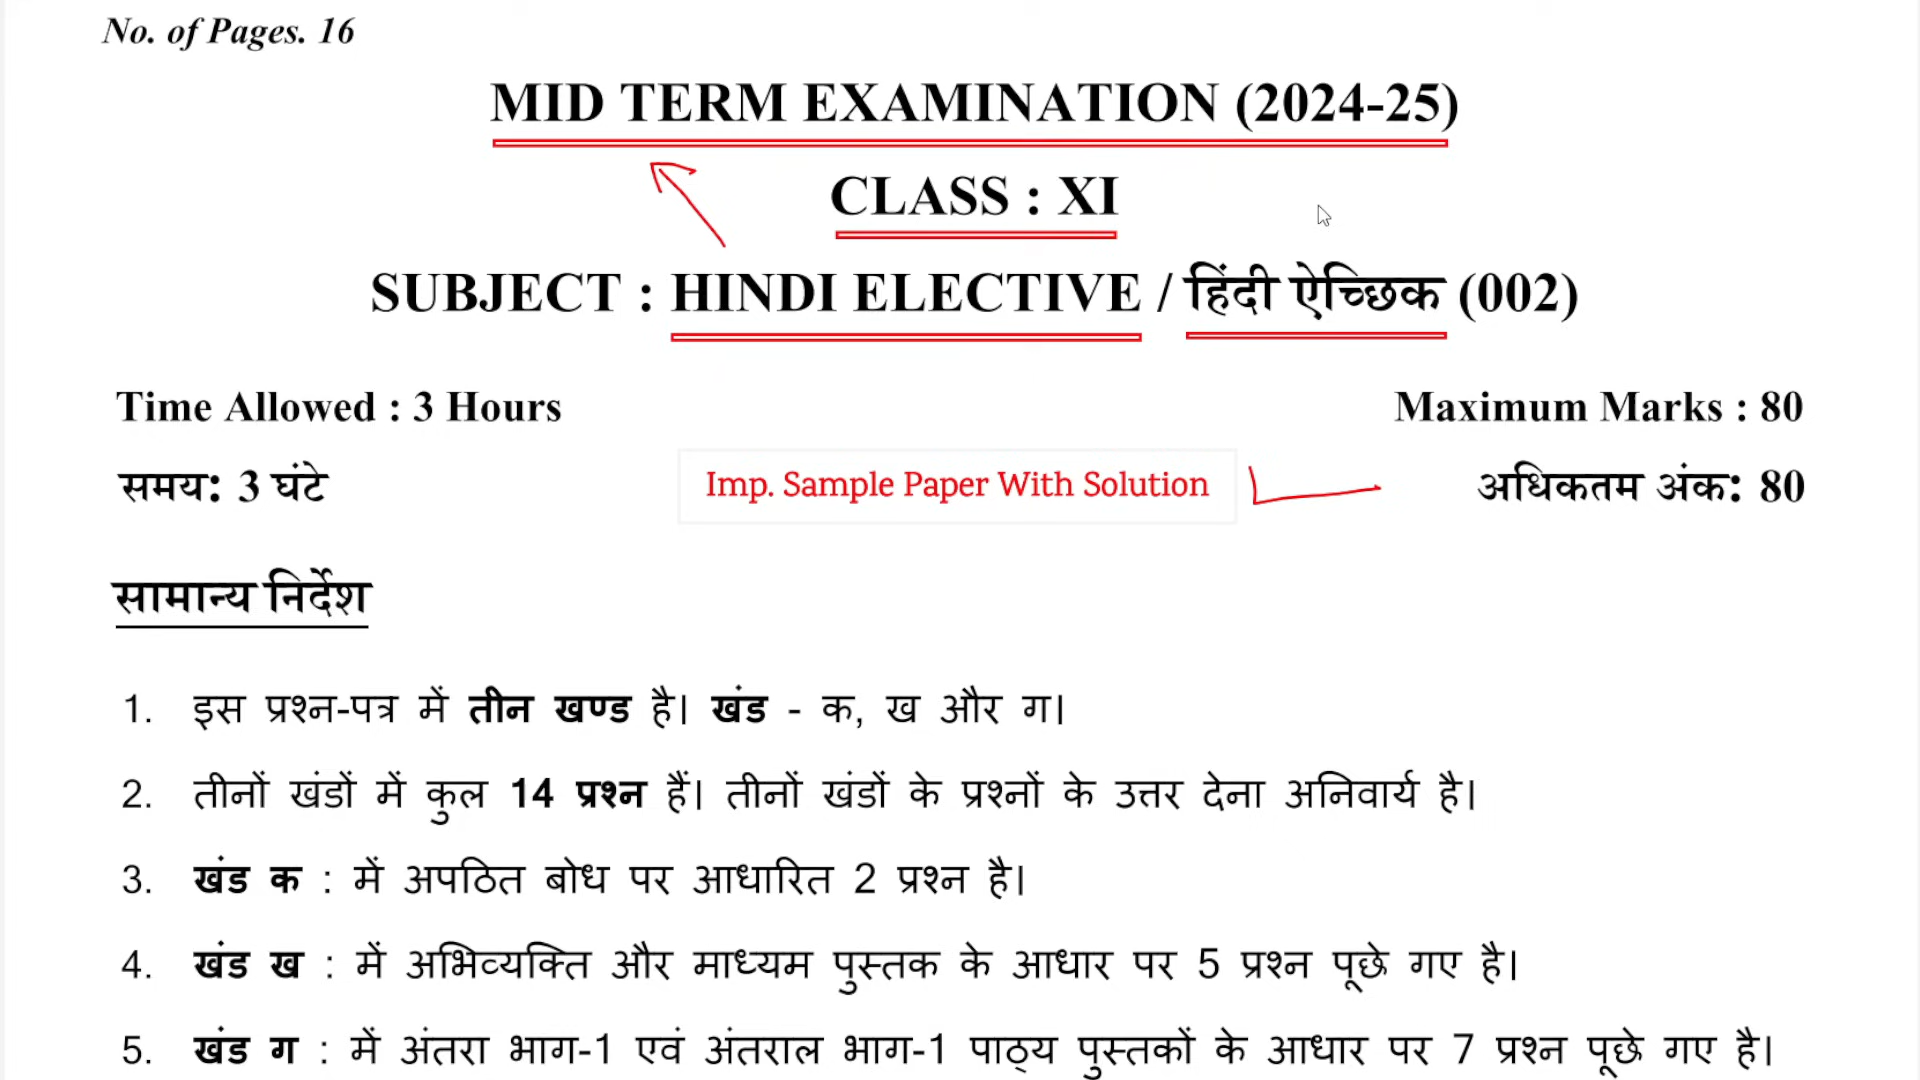 No. of Pages. 16
MID TERM EXAMINATION (2024-25)
CLASS : XI
SUBJECT : HINDI ELECTIVE / हिंदी ऐच्छिक (002)
Time Allowed : 3 Hours Maximum Marks : 80
समय: 3 घंटे Imp. Sample Paper With Solution अधिकतम अंक: 80
सामान्य निर्देश
1. इस प्रश्न-पत्र में तीन खण्ड है। खंड - क, ख और ग।
2. तीनों खंडों में कुल 14 प्रश्न हैं। तीनों खंडों के प्रश्नों के उत्तर देना अनिवार्य है।
3. खंड क : में अपठित बोध पर आधारित 2 प्रश्न है।
4. खंड ख : में अभिव्यक्ति और माध्यम पुस्तक के आधार पर 5 प्रश्न पूछे गए है।
5. खंड ग : में अंतरा भाग-1 एवं अंतराल भाग-1 पाठ्य पुस्तकों के आधार पर 7 प्रश्न पूछे गए है।